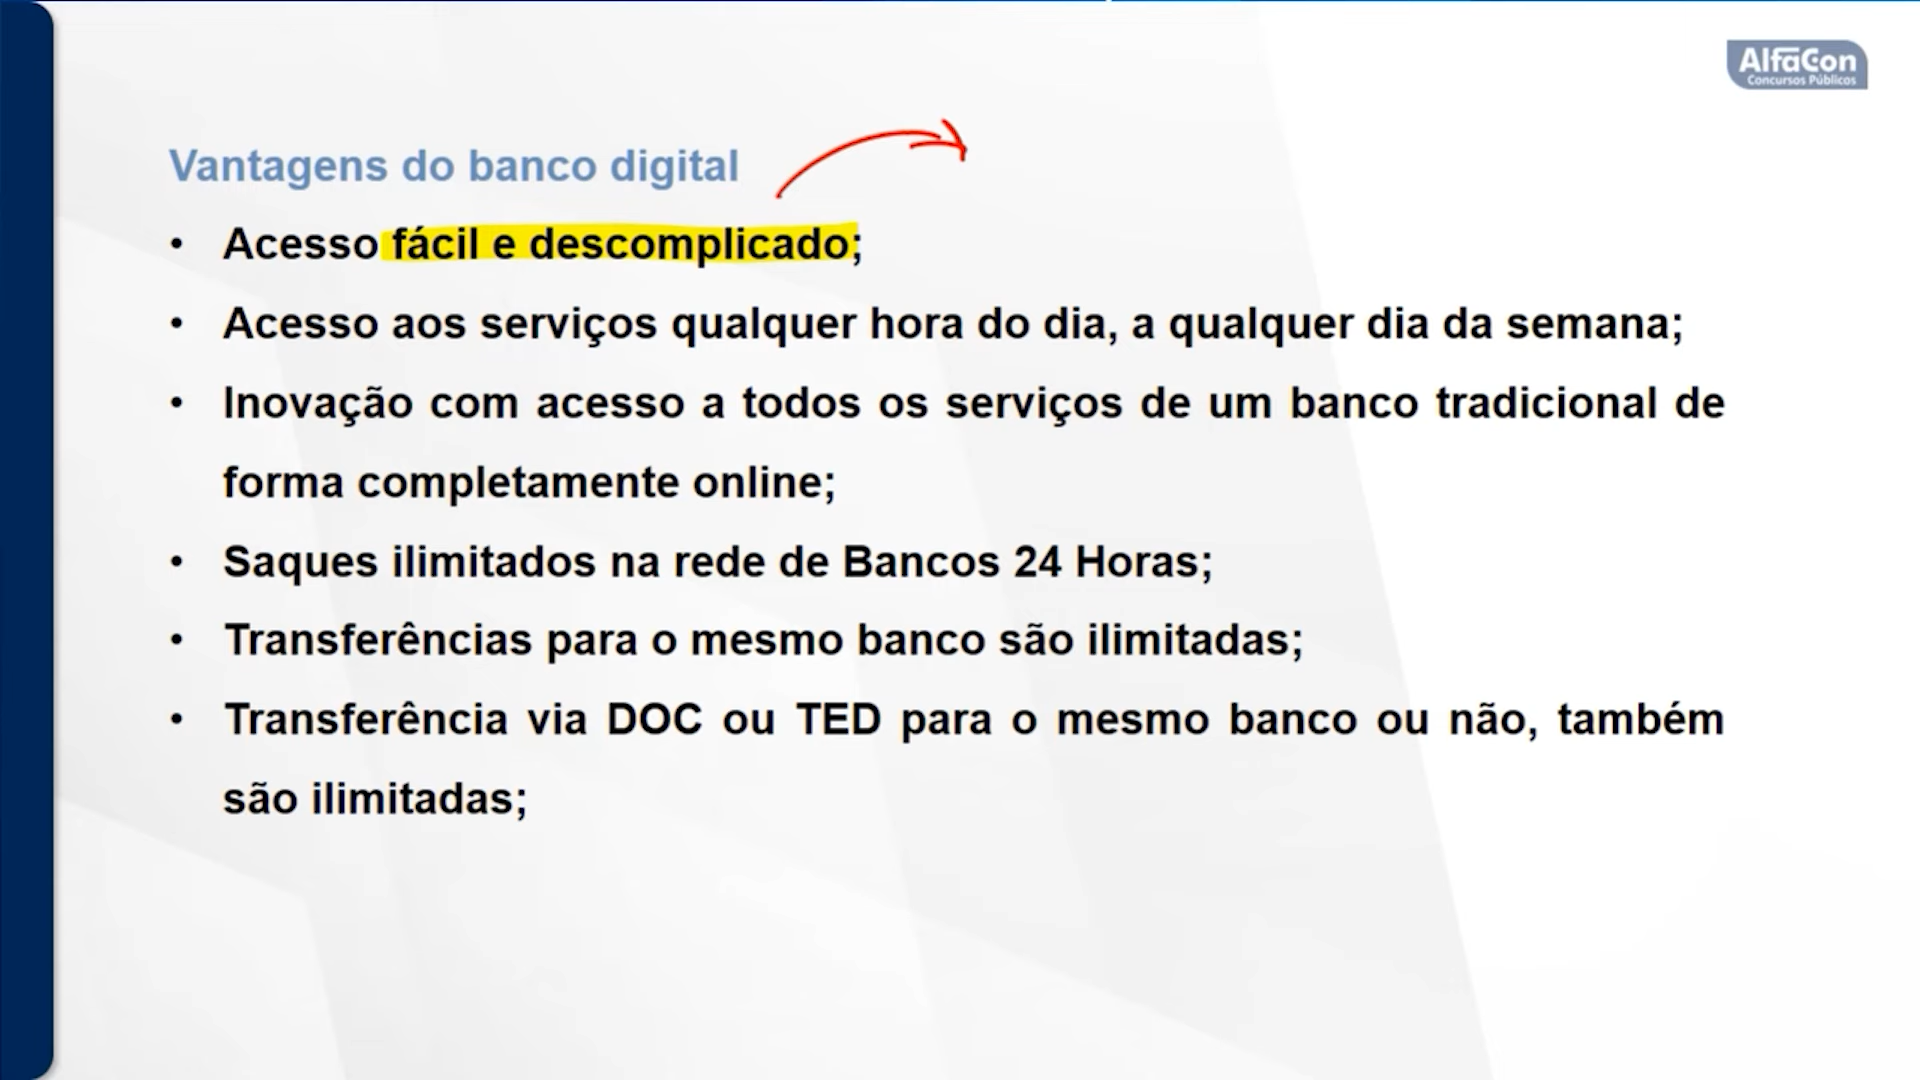 AlfaCon
Concursos Públicos
Vantagens do banco digital
• Acesso fácil e descomplicado;
• Acesso aos serviços qualquer hora do dia, a qualquer dia da semana;
• Inovação com acesso a todos os serviços de um banco tradicional de
forma completamente online;
• Saques ilimitados na rede de Bancos 24 Horas;
• Transferências para o mesmo banco são ilimitadas;
• Transferência via DOC ou TED para o mesmo banco ou não, também
são ilimitadas;